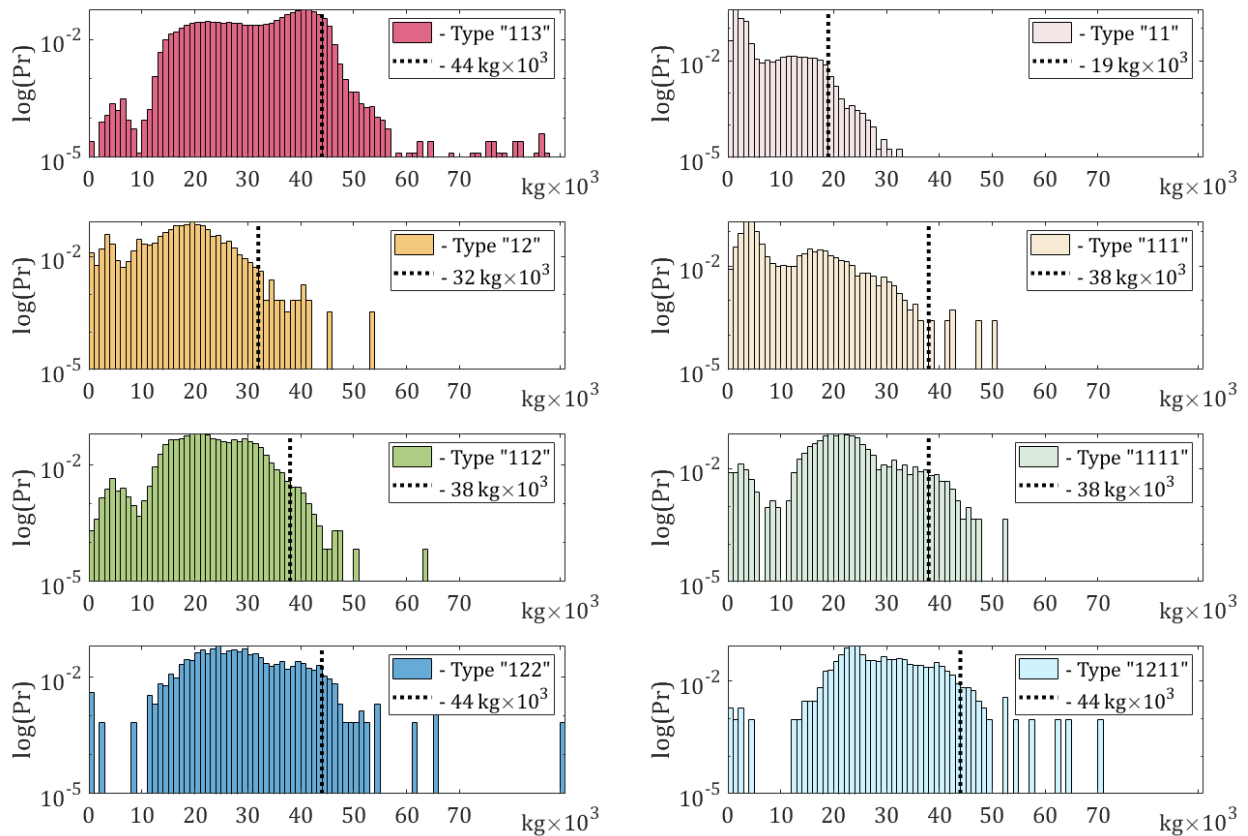 log(Pr)
10^-2
10^-5
- Type "113"
- 44 kg×10^3
0 10 20 30 40 50 60 70
kg×10^3
log(Pr)
10^-2
10^-5
- Type "11"
- 19 kg×10^3
0 10 20 30 40 50 60 70
kg×10^3
log(Pr)
10^-2
10^-5
- Type "12"
- 32 kg×10^3
0 10 20 30 40 50 60 70
kg×10^3
log(Pr)
10^-2
10^-5
- Type "111"
- 38 kg×10^3
0 10 20 30 40 50 60 70
kg×10^3
log(Pr)
10^-2
10^-5
- Type "112"
- 38 kg×10^3
0 10 20 30 40 50 60 70
kg×10^3
log(Pr)
10^-2
10^-5
- Type "1111"
- 38 kg×10^3
0 10 20 30 40 50 60 70
kg×10^3
log(Pr)
10^-2
10^-5
- Type "122"
- 44 kg×10^3
0 10 20 30 40 50 60 70
kg×10^3
log(Pr)
10^-2
10^-5
- Type "1211"
- 44 kg×10^3
0 10 20 30 40 50 60 70
kg×10^3